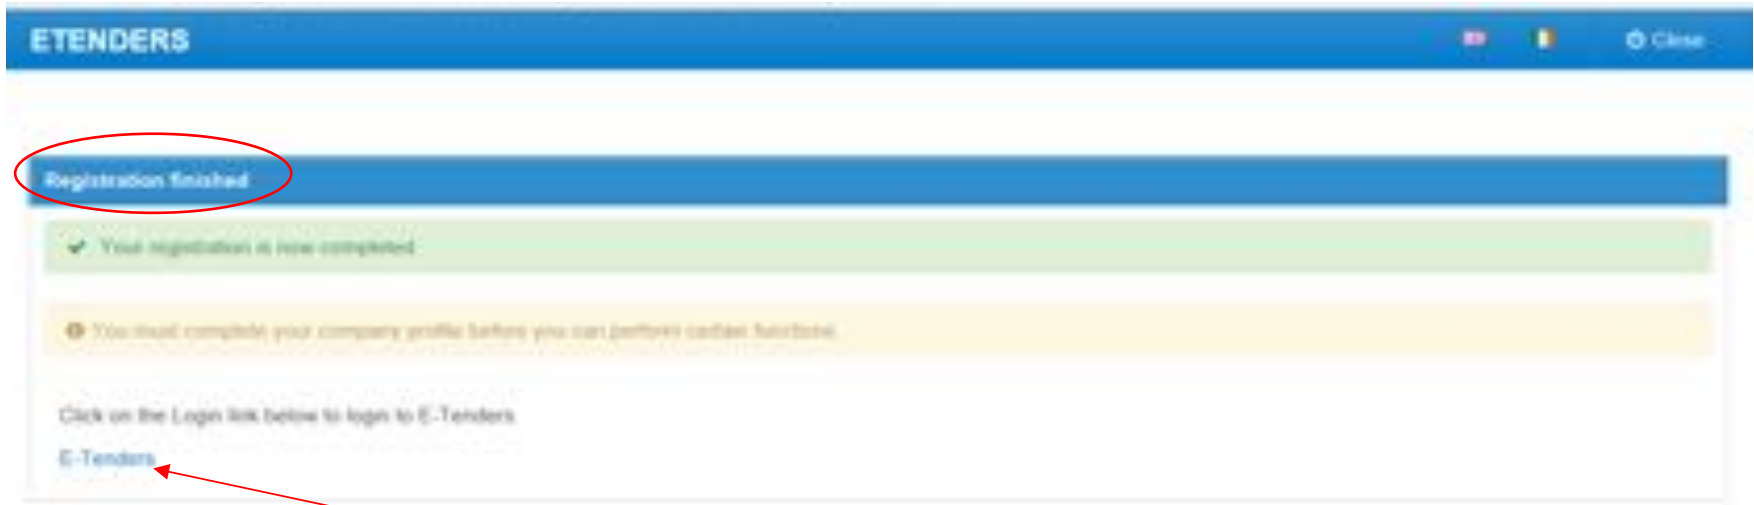 ETENDERS
Close
Registration finished
Your registration is now completed
You must complete your company profile before you can perform certain functions.
Click on the Login link below to login to E-Tenders
E-Tenders